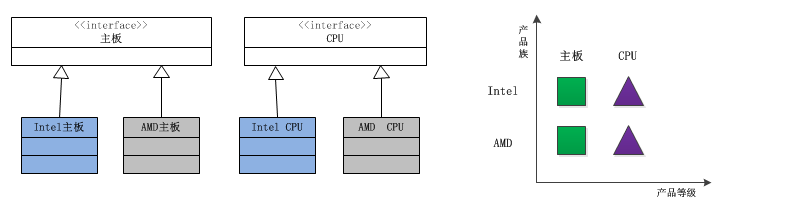 <<interface>>
主板
<<interface>>
CPU
Intel主板
AMD主板
Intel CPU
AMD CPU
产品族
主板
CPU
Intel
AMD
产品等级